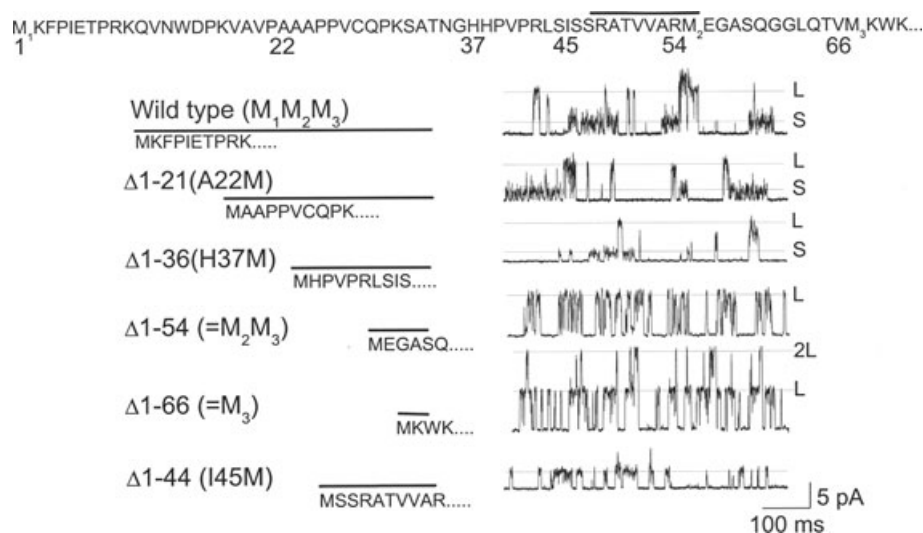 M₁KFPIETPRKQVNWDPKVAVPAAAPPVCQPKSATNGHHPVPRLSISSRATVVARM₂EGASQGGLQTVM₃KWK...
1 22 37 45 54 66
Wild type (M₁M₂M₃)
MKFPIETPRK.....
L
S
Δ1-21(A22M)
MAAPPVCQPK.....
L
S
Δ1-36(H37M)
MHPVPRLSIS.....
L
S
Δ1-54 (=M₂M₃)
MEGASQ.....
L
Δ1-66 (=M₃)
MKWK....
2L
L
Δ1-44 (I45M)
MSSRATVVAR.....
5 pA
100 ms